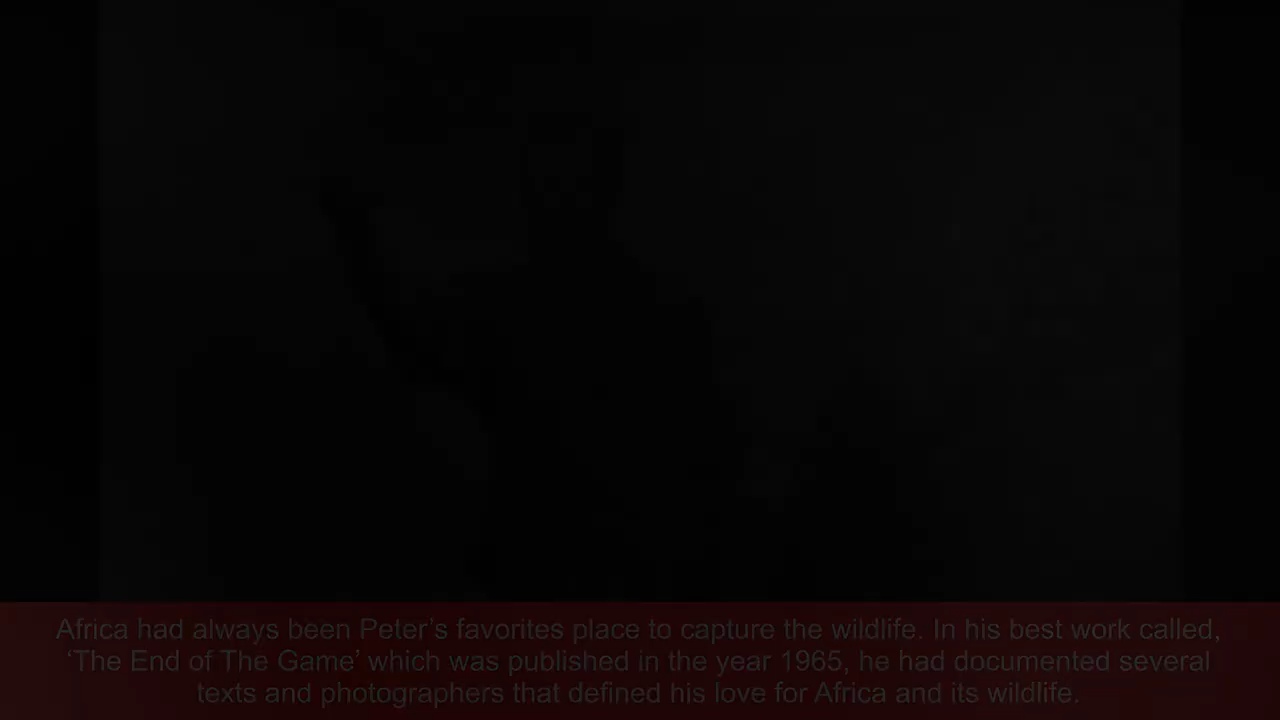 Africa had always been Peter’s favorites place to capture the wildlife. In his best work called,
‘The End of The Game’ which was published in the year 1965, he had documented several
texts and photographers that defined his love for Africa and its wildlife.